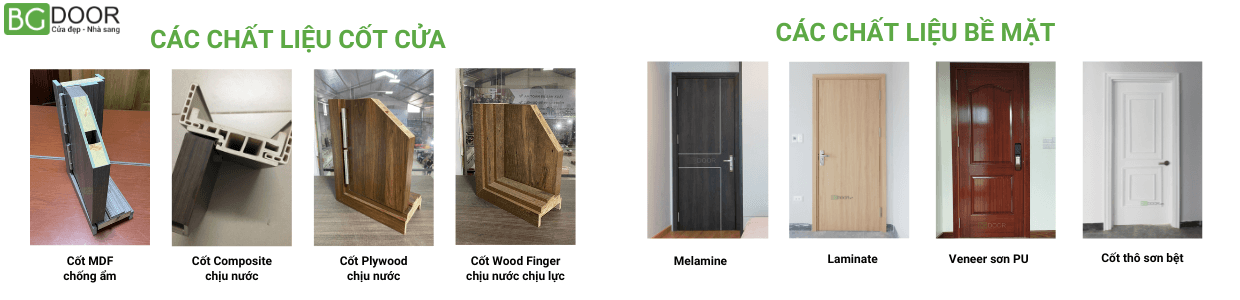 BGDOOR
Cửa đẹp - Nhà sang
CÁC CHẤT LIỆU CỐT CỬA
Cốt MDF
chống ẩm
Cốt Composite
chịu nước
Cốt Plywood
chịu nước
Cốt Wood Finger
chịu nước chịu lực
CÁC CHẤT LIỆU BỀ MẶT
Melamine
Laminate
Veneer sơn PU
Cốt thô sơn bệt